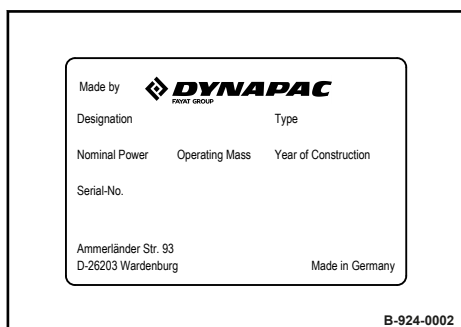 Made by DYNAPAC
FAYAT GROUP
Designation Type
Nominal Power Operating Mass Year of Construction
Serial-No.
Ammerländer Str. 93
D-26203 Wardenburg Made in Germany
B-924-0002